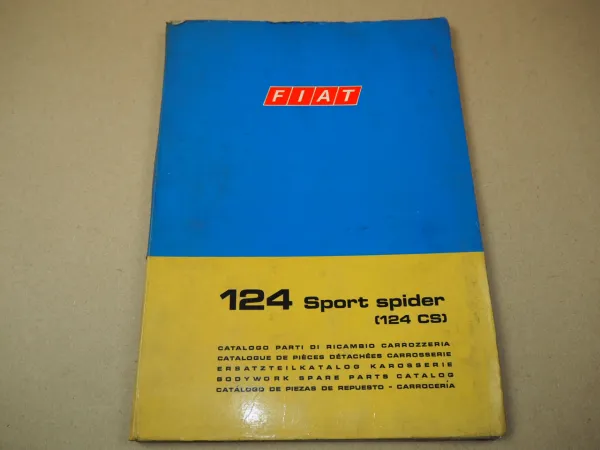 FIAT
124 Sport spider
(124 CS)
CATALOGO PARTI DI RICAMBIO CARROZZERIA
CATALOGUE DE PIÈCES DÉTACHÉES CARROSSERIE
ERSATZTEILKATALOG KAROSSERIE
BODYWORK SPARE PARTS CATALOG
CATÁLOGO DE PIEZAS DE REPUESTO - CARROCERÍA